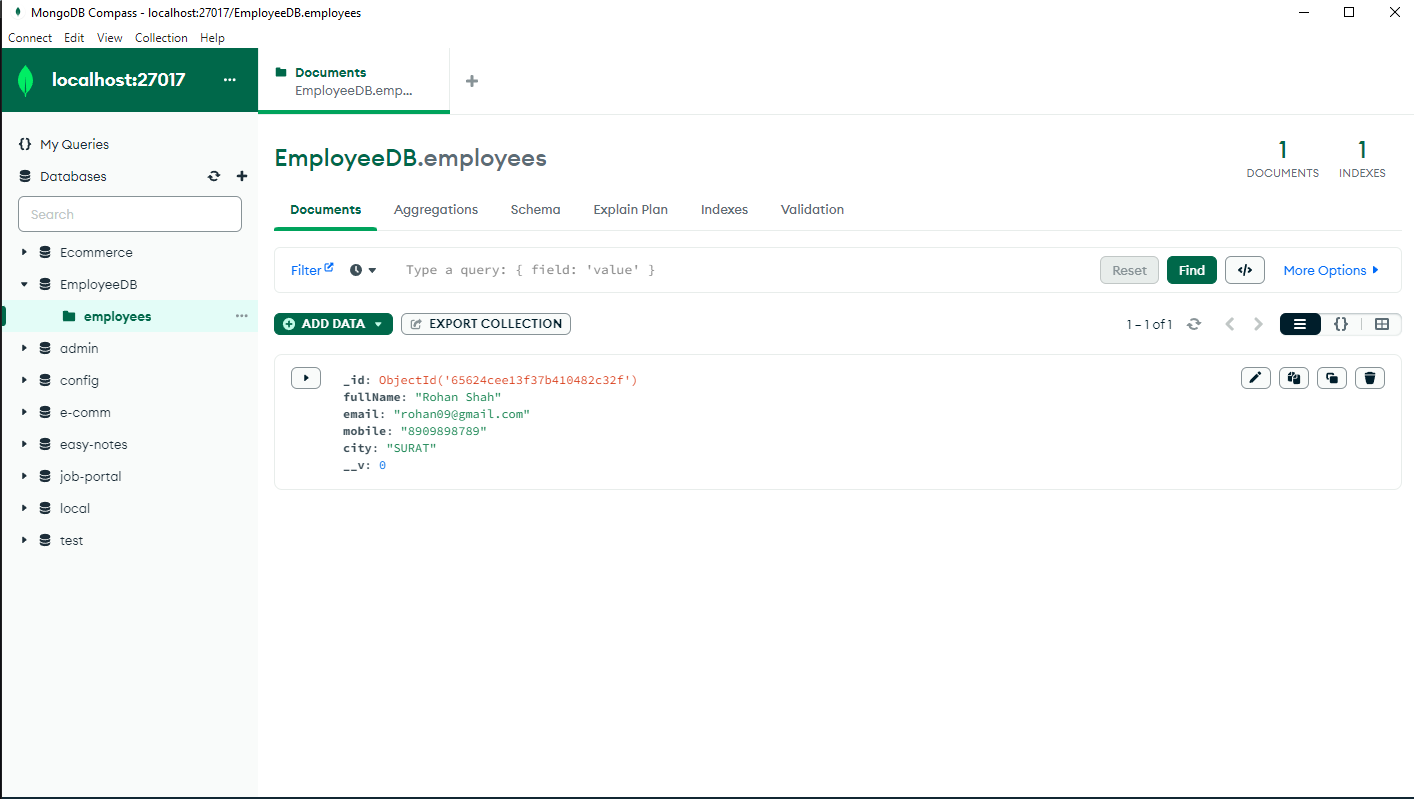 MongoDB Compass - localhost:27017/EmployeeDB.employees
Connect Edit View Collection Help
localhost:27017 ...
Documents
EmployeeDB.emp...
My Queries
Databases
Search
Ecommerce
EmployeeDB
employees
admin
config
e-comm
easy-notes
job-portal
local
test
EmployeeDB.employees
1 DOCUMENTS
1 INDEXES
Documents Aggregations Schema Explain Plan Indexes Validation
Filter Type a query: { field: 'value' } Reset Find </> More Options
ADD DATA EXPORT COLLECTION 1 – 1 of 1 {}
_id: ObjectId('65624cee13f37b410482c32f')
fullName: "Rohan Shah"
email: "rohan09@gmail.com"
mobile: "8909898789"
city: "SURAT"
__v: 0